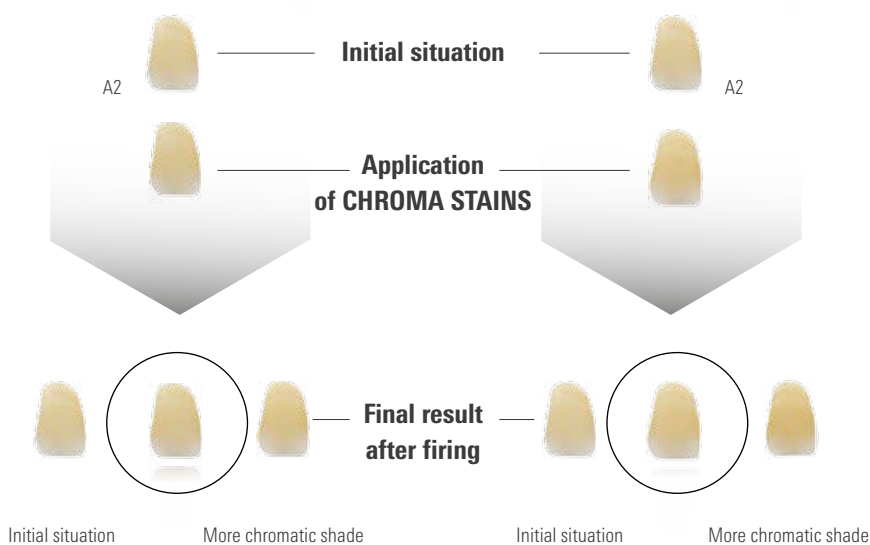 Initial situation
A2
A2
Application
of CHROMA STAINS
Final result
after firing
Initial situation
More chromatic shade
Initial situation
More chromatic shade